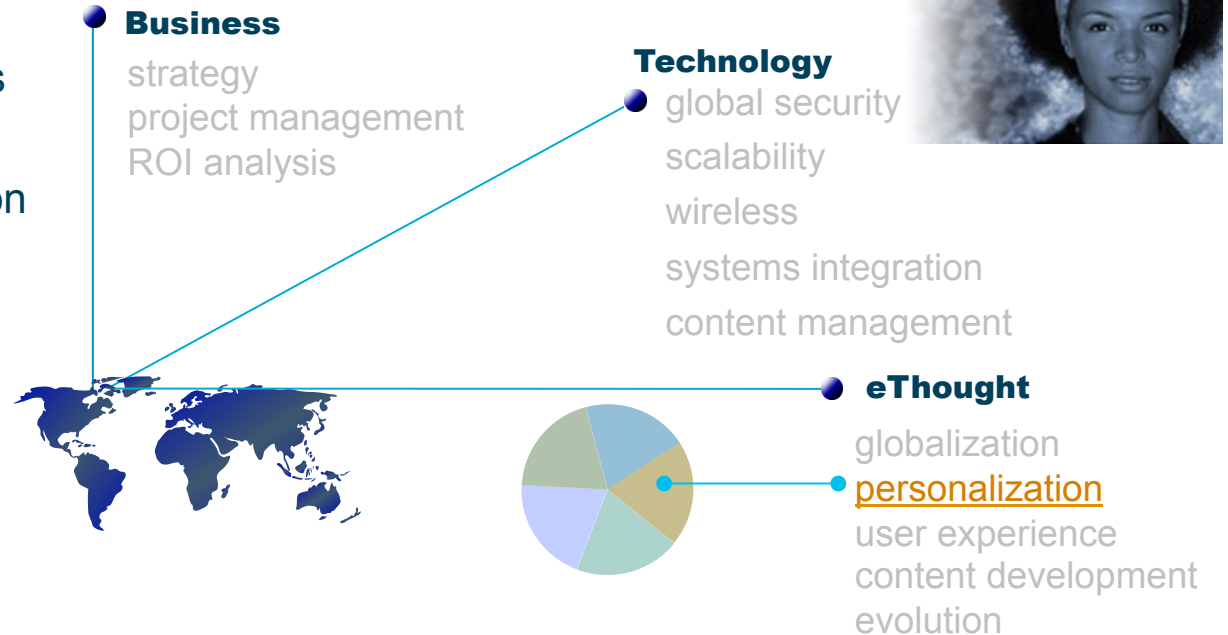 Business
strategy
project management
ROI analysis
Technology
global security
scalability
wireless
systems integration
content management
eThought
globalization
personalization
user experience
content development
evolution